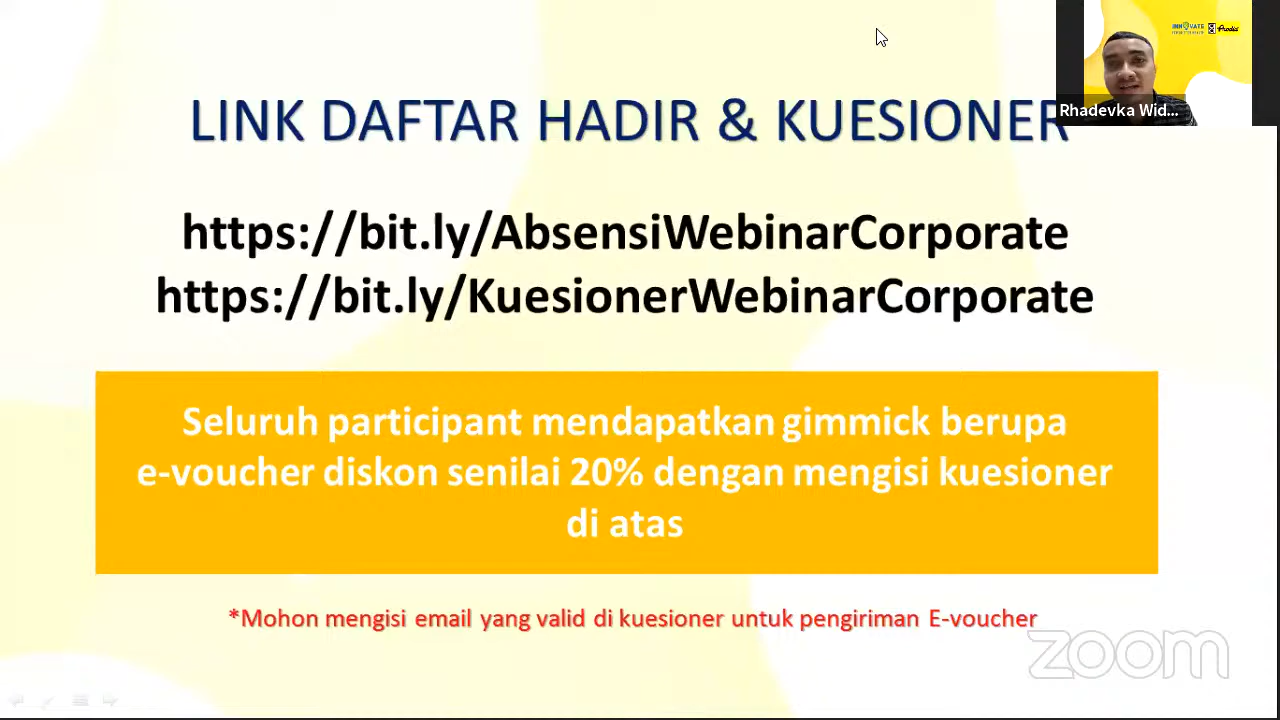 LINK DAFTAR HADIR & KUESIONER
https://bit.ly/AbsensiWebinarCorporate
https://bit.ly/KuesionerWebinarCorporate
Seluruh participant mendapatkan gimmick berupa
e-voucher diskon senilai 20% dengan mengisi kuesioner
di atas
*Mohon mengisi email yang valid di kuesioner untuk pengiriman E-voucher
INNOVATE
Prodia
Rhadevka Wid...
zoom